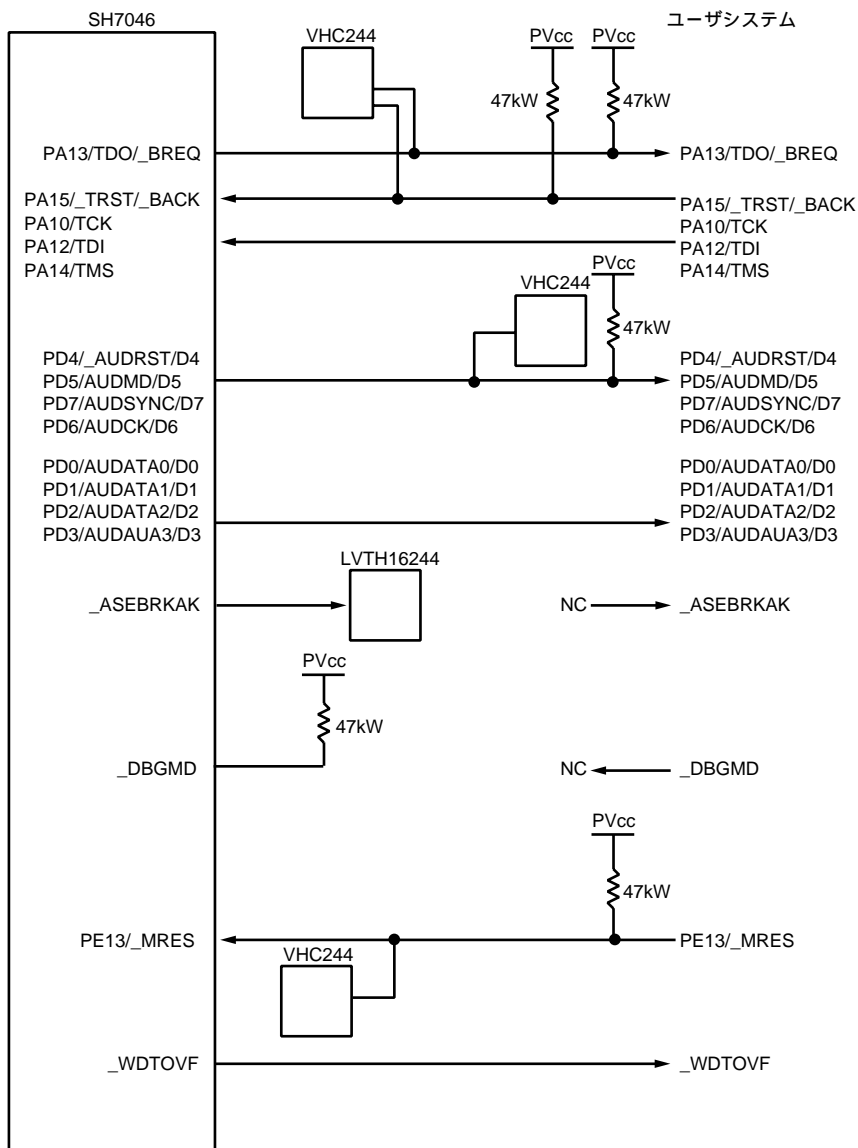 SH7046
ユーザシステム
VHC244
PVcc
PVcc
47kW
47kW
PA13/TDO/_BREQ
PA13/TDO/_BREQ
PA15/_TRST/_BACK
PA10/TCK
PA12/TDI
PA14/TMS
PA15/_TRST/_BACK
PA10/TCK
PA12/TDI
PA14/TMS
PVcc
VHC244
47kW
PD4/_AUDRST/D4
PD5/AUDMD/D5
PD7/AUDSYNC/D7
PD6/AUDCK/D6
PD4/_AUDRST/D4
PD5/AUDMD/D5
PD7/AUDSYNC/D7
PD6/AUDCK/D6
PD0/AUDATA0/D0
PD1/AUDATA1/D1
PD2/AUDATA2/D2
PD3/AUDAUA3/D3
PD0/AUDATA0/D0
PD1/AUDATA1/D1
PD2/AUDATA2/D2
PD3/AUDAUA3/D3
LVTH16244
_ASEBRKAK
NC
_ASEBRKAK
PVcc
47kW
_DBGMD
NC
_DBGMD
PVcc
47kW
PE13/_MRES
PE13/_MRES
VHC244
_WDTOVF
_WDTOVF